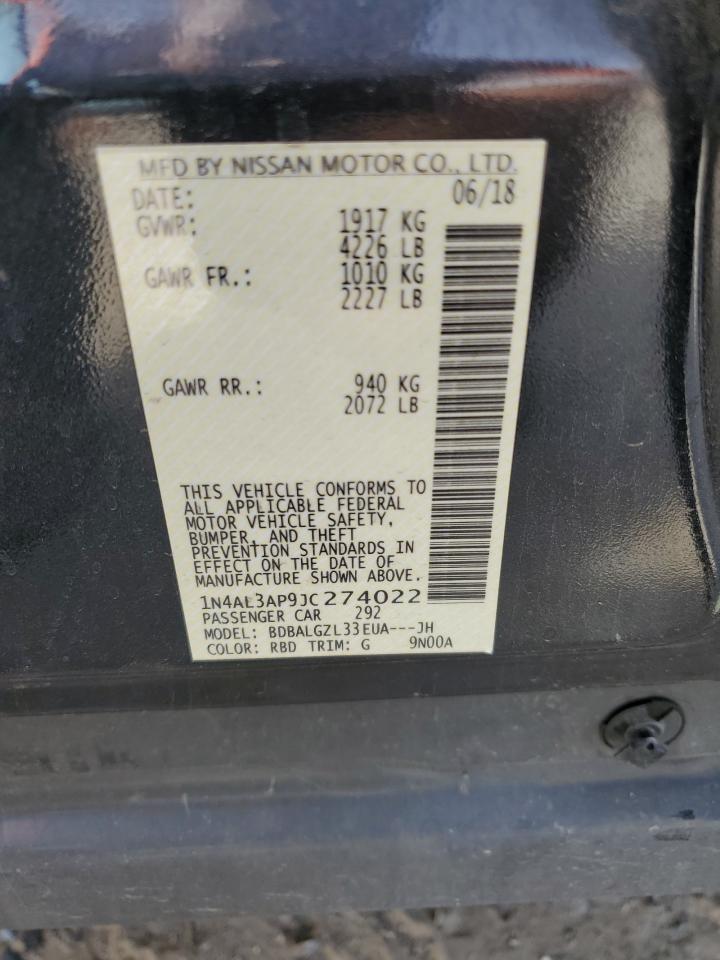 MFD BY NISSAN MOTOR CO., LTD.
DATE: 06/18
GVWR: 1917 KG
4226 LB
GAWR FR.: 1010 KG
2227 LB
GAWR RR.: 940 KG
2072 LB
THIS VEHICLE CONFORMS TO
ALL APPLICABLE FEDERAL
MOTOR VEHICLE SAFETY,
BUMPER, AND THEFT
PREVENTION STANDARDS IN
EFFECT ON THE DATE OF
MANUFACTURE SHOWN ABOVE.
1N4AL3AP9JC274022
PASSENGER CAR 292
MODEL: BDBALGZL33EUA---JH
COLOR: RBD TRIM: G 9N00A